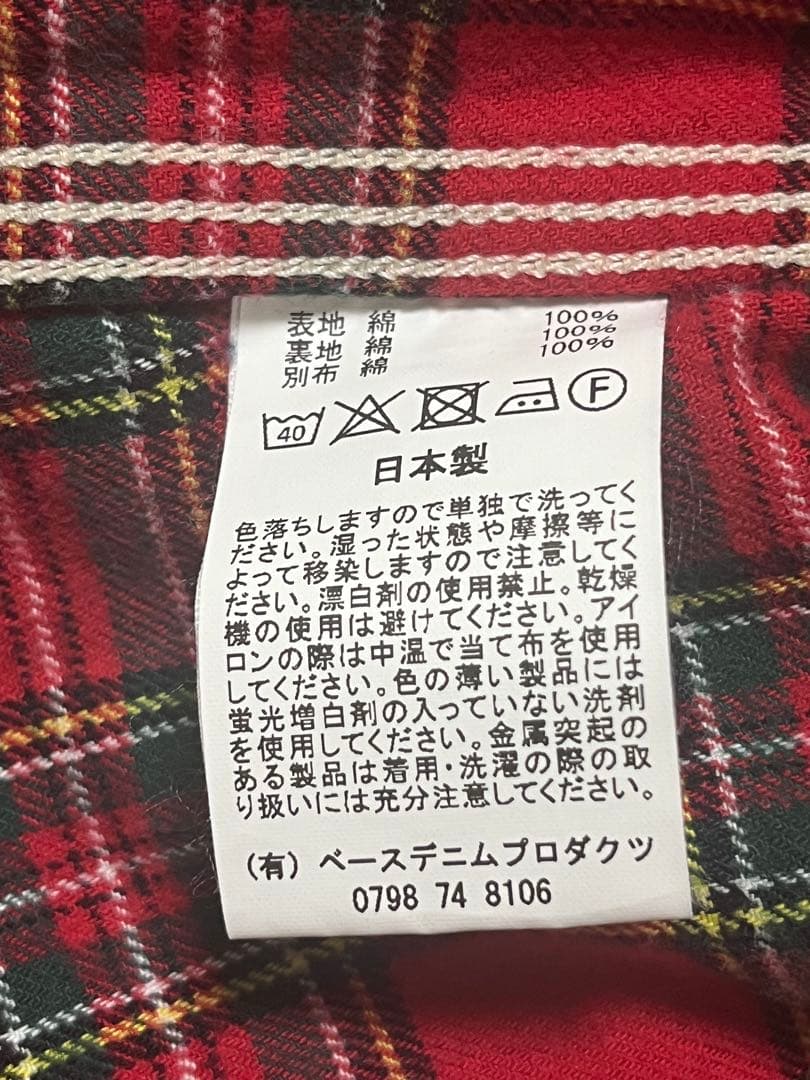 表地 綿 100%
裏地 綿 100%
別布 綿 100%
40 F
日本製
色落ちしますので単独で洗ってく
ださい。湿った状態や摩擦等に
よって移染しますので注意してく
ださい。漂白剤の使用禁止。乾燥
機の使用は避けてください。アイ
ロンの際は中温で当て布を使用
してください。色の薄い製品には
蛍光増白剤の入っていない洗剤
を使用してください。金属突起の
ある製品は着用・洗濯の際の取
り扱いには充分注意してください。
(有) ベースデニムプロダクツ
0798 74 8106